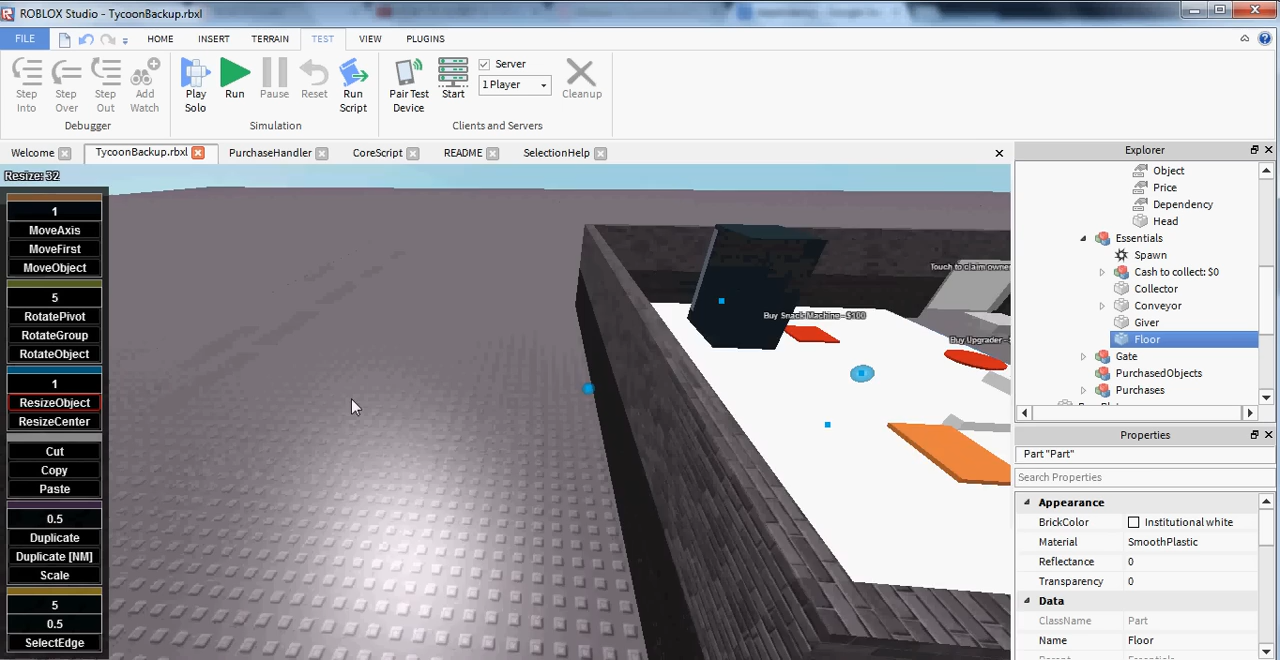 ROBLOX Studio - TycoonBackup.rbxl
FILE HOME INSERT TERRAIN TEST VIEW PLUGINS
Step Into
Step Over
Step Out
Add Watch
Debugger
Play Solo
Run
Pause
Reset
Run Script
Simulation
Pair Test Device
Start
Server
1 Player
Cleanup
Clients and Servers
Welcome TycoonBackup.rbxl PurchaseHandler CoreScript README SelectionHelp
Resize: 32
1
MoveAxis
MoveFirst
MoveObject
5
RotatePivot
RotateGroup
RotateObject
1
ResizeObject
ResizeCenter
Cut
Copy
Paste
0.5
Duplicate
Duplicate [NM]
Scale
5
0.5
SelectEdge
Touch to claim owne
Buy Snack Machine - $100
Buy Upgrader -
Explorer
Object
Price
Dependency
Head
Essentials
Spawn
Cash to collect: $0
Collector
Conveyor
Giver
Floor
Gate
PurchasedObjects
Purchases
Properties
Part "Part"
Search Properties
Appearance
BrickColor Institutional white
Material SmoothPlastic
Reflectance 0
Transparency 0
Data
ClassName Part
Name Floor